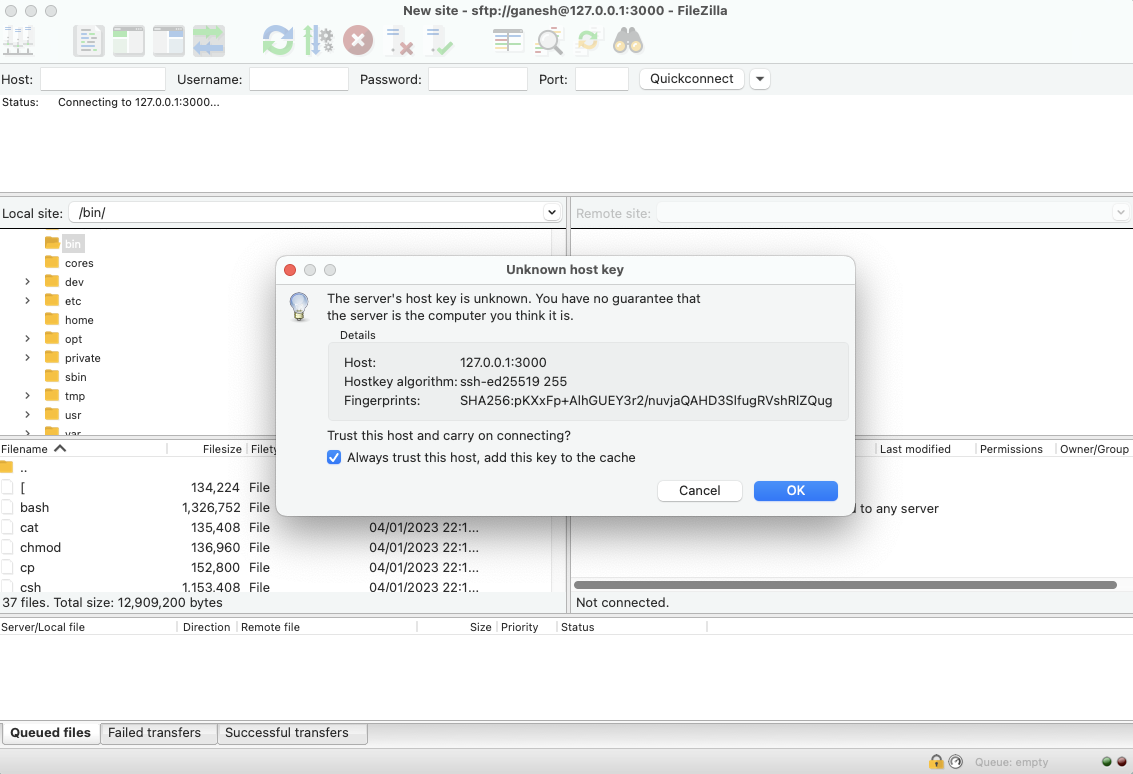 New site - sftp://ganesh@127.0.0.1:3000 - FileZilla
Host: Username: Password: Port: Quickconnect
Status: Connecting to 127.0.0.1:3000...
Local site: /bin/
Remote site:
bin
cores
dev
etc
home
opt
private
sbin
tmp
usr
var
Unknown host key
The server's host key is unknown. You have no guarantee that
the server is the computer you think it is.
Details
Host: 127.0.0.1:3000
Hostkey algorithm: ssh-ed25519 255
Fingerprints: SHA256:pKXxFp+AlhGUEY3r2/nuvjaQAHD3SlfugRVshRlZQug
Trust this host and carry on connecting?
Always trust this host, add this key to the cache
Cancel OK
Filename Filesize Filety
..
[ 134,224 File
bash 1,326,752 File
cat 135,408 File 04/01/2023 22:1...
chmod 136,960 File 04/01/2023 22:1...
cp 152,800 File 04/01/2023 22:1...
csh 1,153,408 File 04/01/2023 22:1...
37 files. Total size: 12,909,200 bytes
Last modified Permissions Owner/Group
to any server
Not connected.
Server/Local file Direction Remote file Size Priority Status
Queued files Failed transfers Successful transfers
Queue: empty